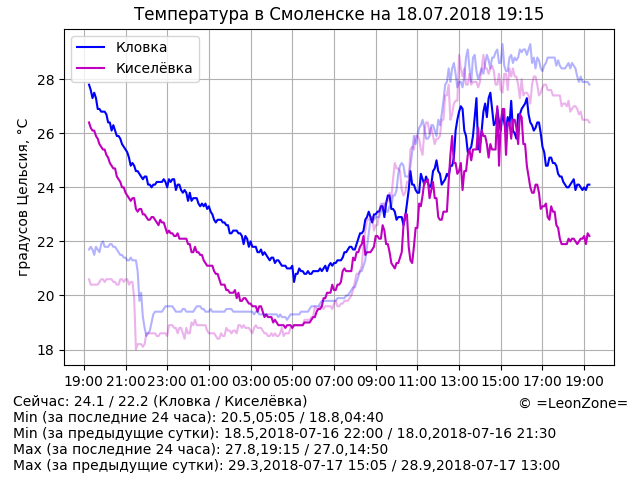 Температура в Смоленске на 18.07.2018 19:15
Кловка
Киселёвка
градусов Цельсия, °C
28
26
24
22
20
18
19:00 21:00 23:00 01:00 03:00 05:00 07:00 09:00 11:00 13:00 15:00 17:00 19:00
Сейчас: 24.1 / 22.2 (Кловка / Киселёвка)
© =LeonZone=
Min (за последние 24 часа): 20.5,05:05 / 18.8,04:40
Min (за предыдущие сутки): 18.5,2018-07-16 22:00 / 18.0,2018-07-16 21:30
Max (за последние 24 часа): 27.8,19:15 / 27.0,14:50
Max (за предыдущие сутки): 29.3,2018-07-17 15:05 / 28.9,2018-07-17 13:00